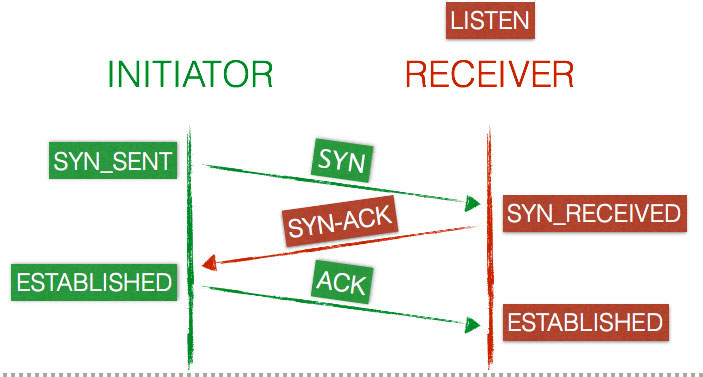 LISTEN
INITIATOR
RECEIVER
SYN_SENT
SYN
SYN_RECEIVED
SYN-ACK
ESTABLISHED
ACK
ESTABLISHED